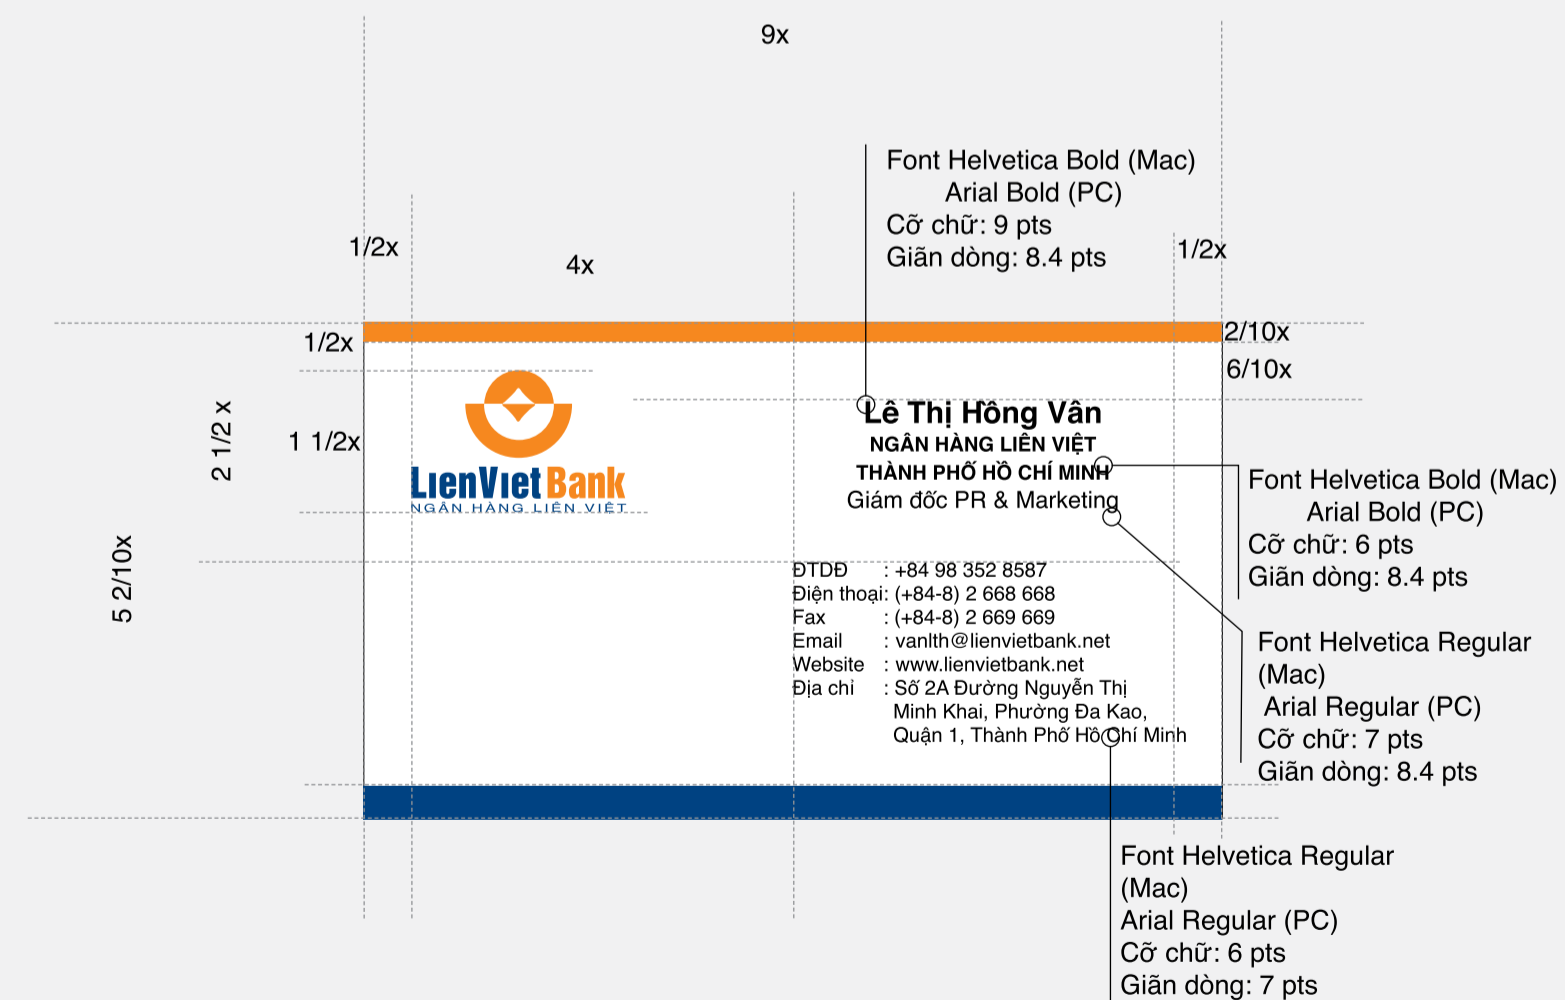 9x
Font Helvetica Bold (Mac)
Arial Bold (PC)
Cỡ chữ: 9 pts
Giãn dòng: 8.4 pts
1/2x
4x
1/2x
1/2x
2/10x
6/10x
2 1/2 x
1 1/2x
5 2/10x
LienViet Bank
NGÂN HÀNG LIÊN VIỆT
Lê Thị Hồng Vân
NGÂN HÀNG LIÊN VIỆT
THÀNH PHỐ HỒ CHÍ MINH
Giám đốc PR & Marketing
Font Helvetica Bold (Mac)
Arial Bold (PC)
Cỡ chữ: 6 pts
Giãn dòng: 8.4 pts
ĐTDĐ : +84 98 352 8587
Điện thoại: (+84-8) 2 668 668
Fax : (+84-8) 2 669 669
Email : vanlth@lienvietbank.net
Website : www.lienvietbank.net
Địa chỉ : Số 2A Đường Nguyễn Thị
Minh Khai, Phường Đa Kao,
Quận 1, Thành Phố Hồ Chí Minh
Font Helvetica Regular
(Mac)
Arial Regular (PC)
Cỡ chữ: 7 pts
Giãn dòng: 8.4 pts
Font Helvetica Regular
(Mac)
Arial Regular (PC)
Cỡ chữ: 6 pts
Giãn dòng: 7 pts